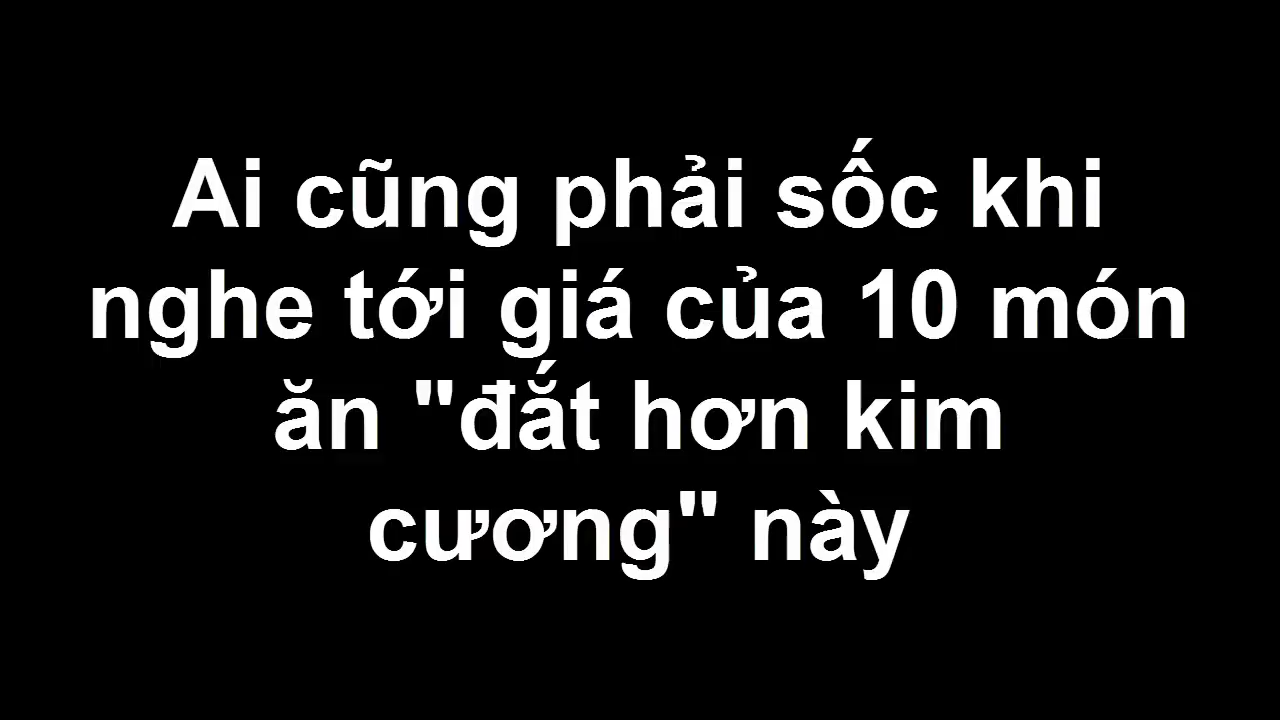 Ai cũng phải sốc khi
nghe tới giá của 10 món
ăn "đắt hơn kim
cương" này